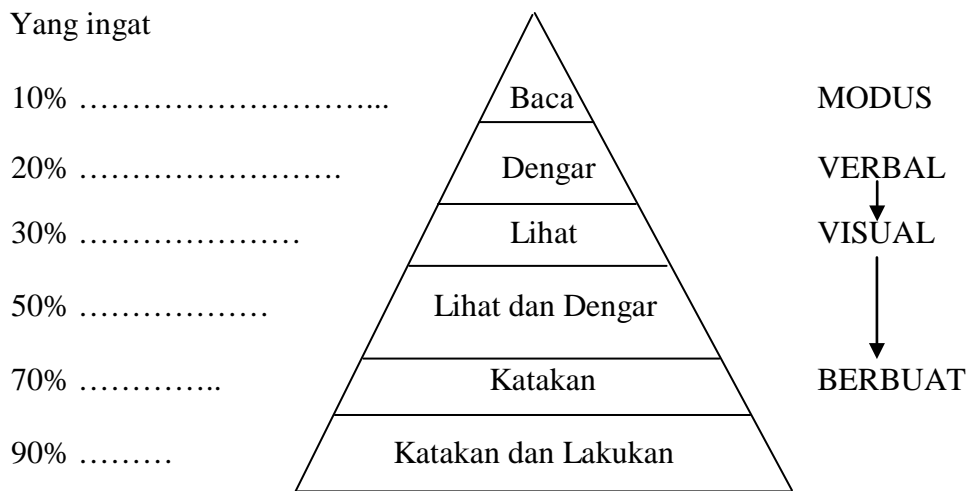 Yang ingat
10% ………………………... Baca MODUS
20% ……………………. Dengar VERBAL
30% ………………… Lihat VISUAL
50% ……………… Lihat dan Dengar
70% ………….. Katakan BERBUAT
90% ……… Katakan dan Lakukan